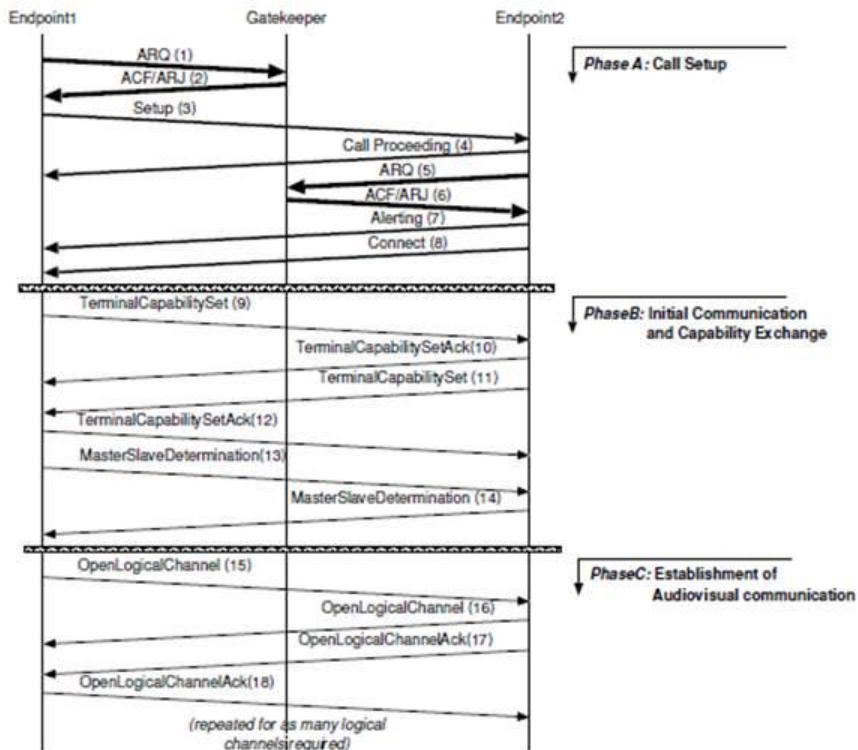 Endpoint1 Gatekeeper Endpoint2
ARQ (1)
Phase A: Call Setup
ACF/ARJ (2)
Setup (3)
Call Proceeding (4)
ARQ (5)
ACF/ARJ (6)
Alerting (7)
Connect (8)
TerminalCapabilitySet (9)
PhaseB: Initial Communication
and Capability Exchange
TerminalCapabilitySetAck(10)
TerminalCapabilitySet (11)
TerminalCapabilitySetAck(12)
MasterSlaveDetermination(13)
MasterSlaveDetermination (14)
OpenLogicalChannel (15)
PhaseC: Establishment of
Audiovisual communication
OpenLogicalChannel (16)
OpenLogicalChannelAck(17)
OpenLogicalChannelAck(18)
(repeated for as many logical
channels required)